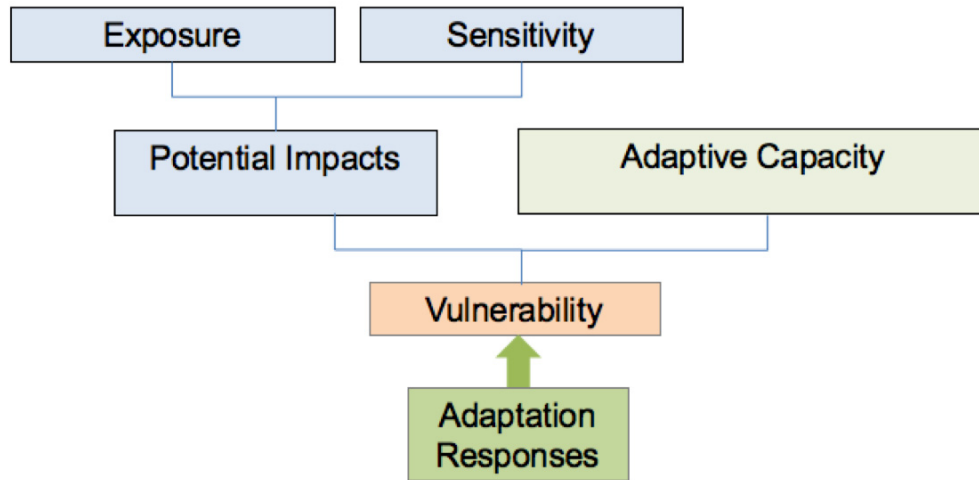 Exposure
Sensitivity
Potential Impacts
Adaptive Capacity
Vulnerability
Adaptation
Responses